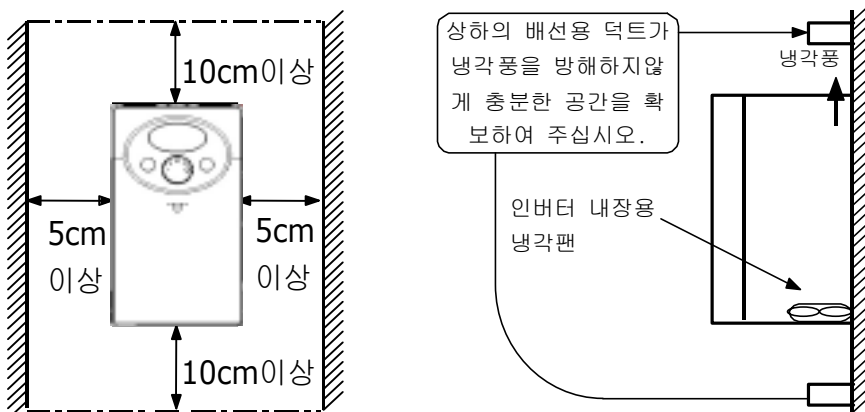 10cm이상
5cm
이상
5cm
이상
10cm이상
상하의 배선용 덕트가
냉각풍을 방해하지않
게 충분한 공간을 확
보하여 주십시오.
냉각풍
인버터 내장용
냉각팬